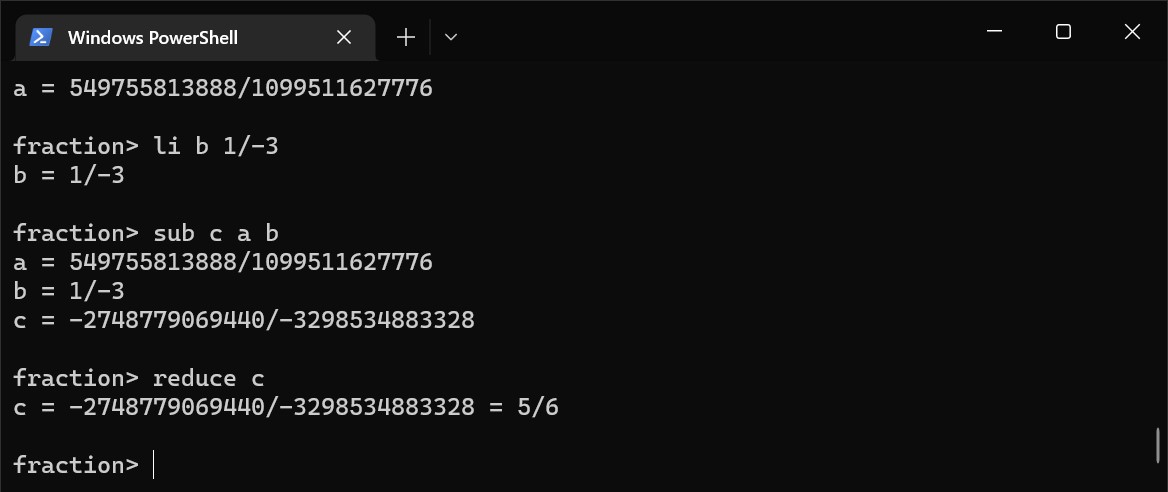 Windows PowerShell
a = 549755813888/1099511627776
fraction> li b 1/-3
b = 1/-3
fraction> sub c a b
a = 549755813888/1099511627776
b = 1/-3
c = -2748779069440/-3298534883328
fraction> reduce c
c = -2748779069440/-3298534883328 = 5/6
fraction>